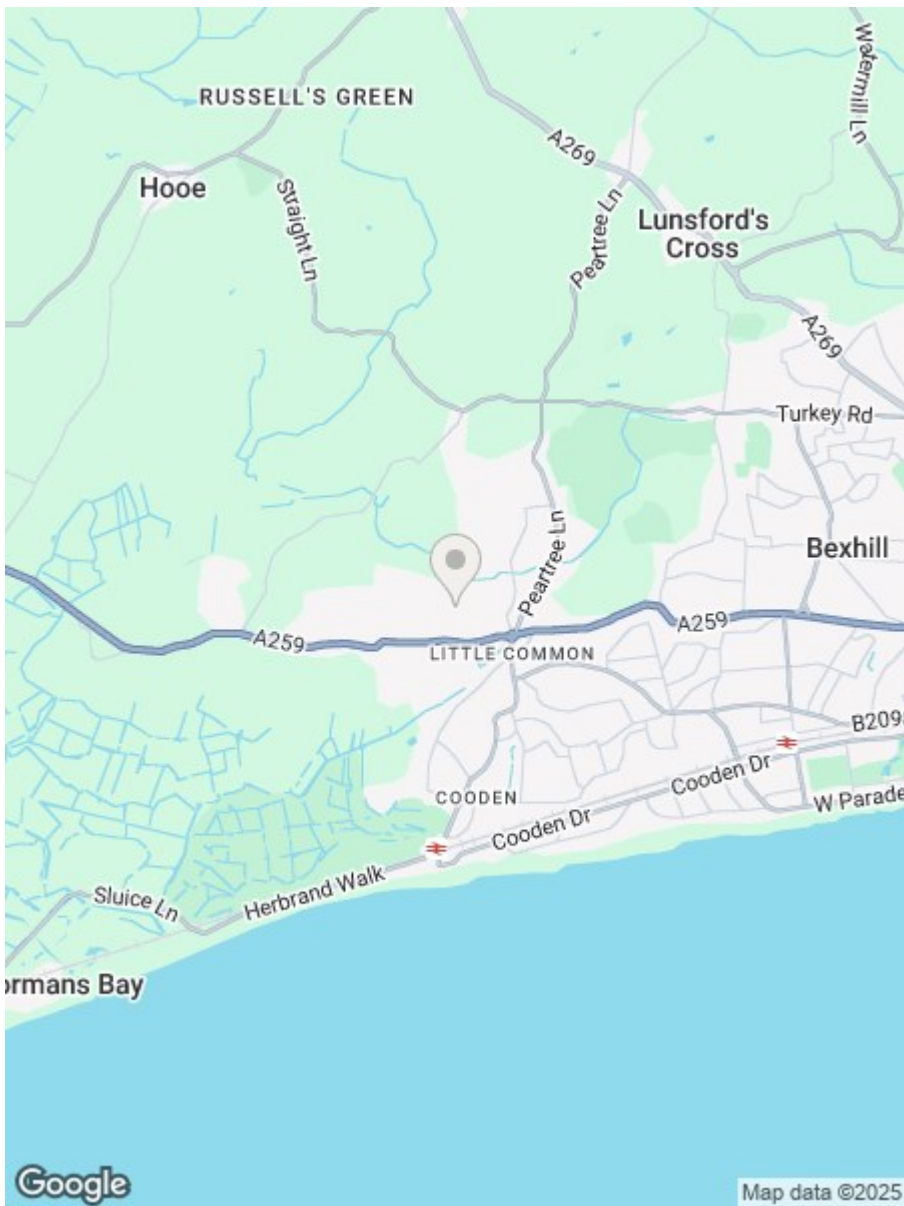 Watermill Ln
RUSSELL'S GREEN
A269
Hooe
Straight Ln
Peartree Ln
Lunsford's
Cross
A269
Turkey Rd
Peartree Ln
Bexhill
A259
A259
LITTLE COMMON
B209
Cooden Dr
COODEN
W Parade
Cooden Dr
Herbrand Walk
Sluice Ln
ormans Bay
Google
Map data ©2025